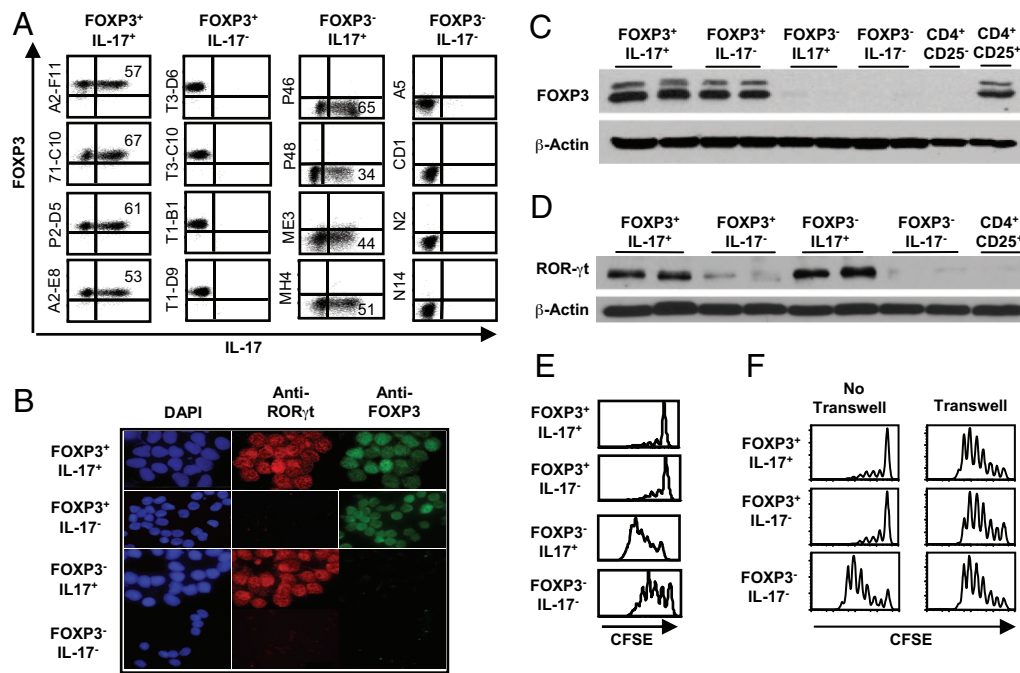 A
FOXP3⁺ IL-17⁺
FOXP3⁺ IL-17⁻
FOXP3⁻ IL17⁺
FOXP3⁻ IL-17⁻
FOXP3
A2-F11
57
T3-D6
P46
65
A5
71-C10
67
T3-C10
P48
34
CD1
P2-D5
61
T1-B1
ME3
44
N2
A2-E8
53
T1-D9
MH4
51
N14
IL-17
B
DAPI
Anti-RORγt
Anti-FOXP3
FOXP3⁺ IL-17⁺
FOXP3⁺ IL-17⁻
FOXP3⁻ IL17⁺
FOXP3⁻ IL-17⁻
C
FOXP3⁺ IL-17⁺
FOXP3⁺ IL-17⁻
FOXP3⁻ IL17⁺
FOXP3⁻ IL-17⁻
CD4⁺ CD25⁻
CD4⁺ CD25⁺
FOXP3
β-Actin
D
FOXP3⁺ IL-17⁺
FOXP3⁺ IL-17⁻
FOXP3⁻ IL17⁺
FOXP3⁻ IL-17⁻
CD4⁺ CD25⁺
ROR-γt
β-Actin
E
FOXP3⁺ IL-17⁺
FOXP3⁺ IL-17⁻
FOXP3⁻ IL17⁺
FOXP3⁻ IL-17⁻
CFSE
F
No Transwell
Transwell
FOXP3⁺ IL-17⁺
FOXP3⁺ IL-17⁻
FOXP3⁻ IL-17⁻
CFSE